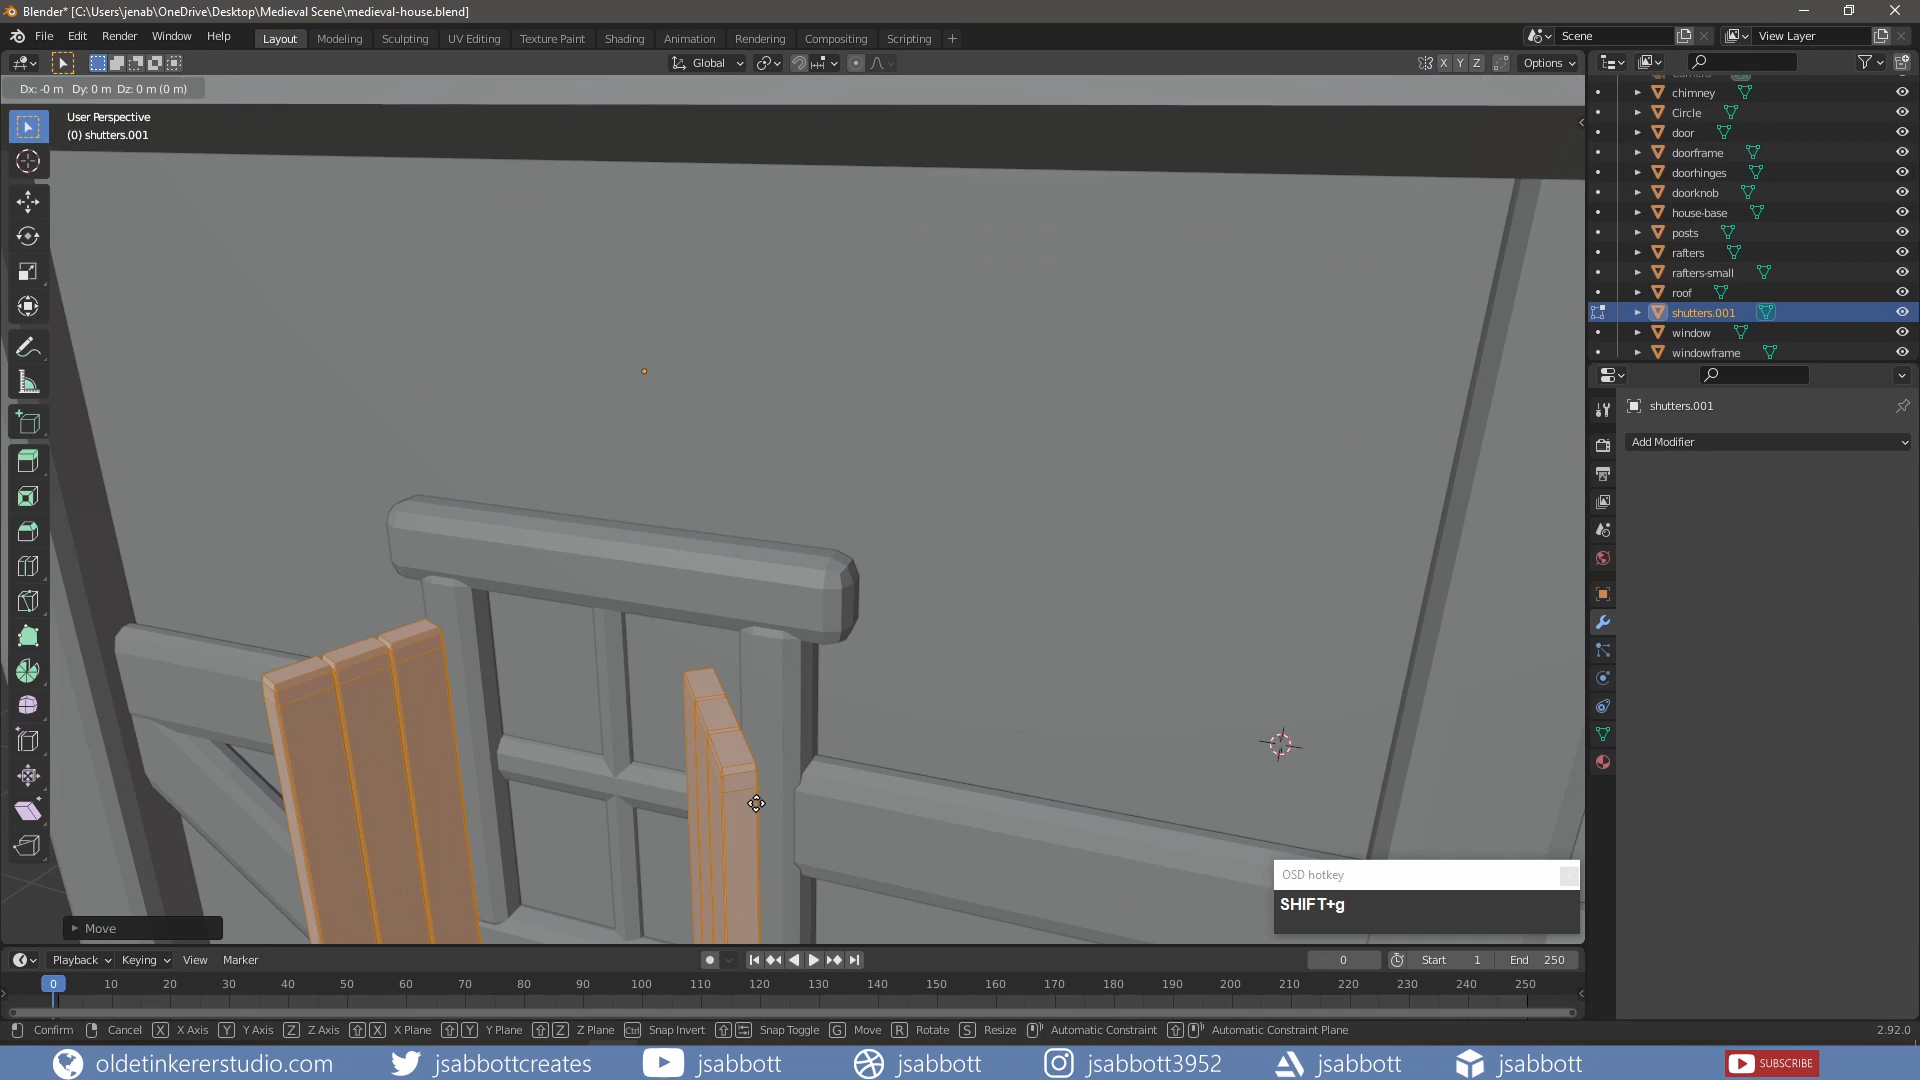 Blender* [C:\Users\jenab\OneDrive\Desktop\Medieval Scene\medieval-house.blend]
File Edit Render Window Help Layout Modeling Sculpting UV Editing Texture Paint Shading Animation Rendering Compositing Scripting + Scene View Layer
Global X Y Z Options
Dx: -0 m Dy: 0 m Dz: 0 m (0 m)
User Perspective
(0) shutters.001
chimney
Circle
door
doorframe
doorhinges
doorknob
house-base
posts
rafters
rafters-small
roof
shutters.001
window
windowframe
shutters.001
Add Modifier
OSD hotkey
SHIFT+g
Move
Playback Keying View Marker 0 Start 1 End 250
0 10 20 30 40 50 60 70 80 90 100 110 120 130 140 150 160 170 180 190 200 210 220 230 240 250
Confirm Cancel X X Axis Y Y Axis Z Z Axis X X Plane Y Y Plane Z Z Plane Ctrl Snap Invert Snap Toggle G Move R Rotate S Resize Automatic Constraint Automatic Constraint Plane 2.92.0
oldetinkererstudio.com jsabbottcreates jsabbott jsabbott jsabbott3952 jsabbott jsabbott SUBSCRIBE